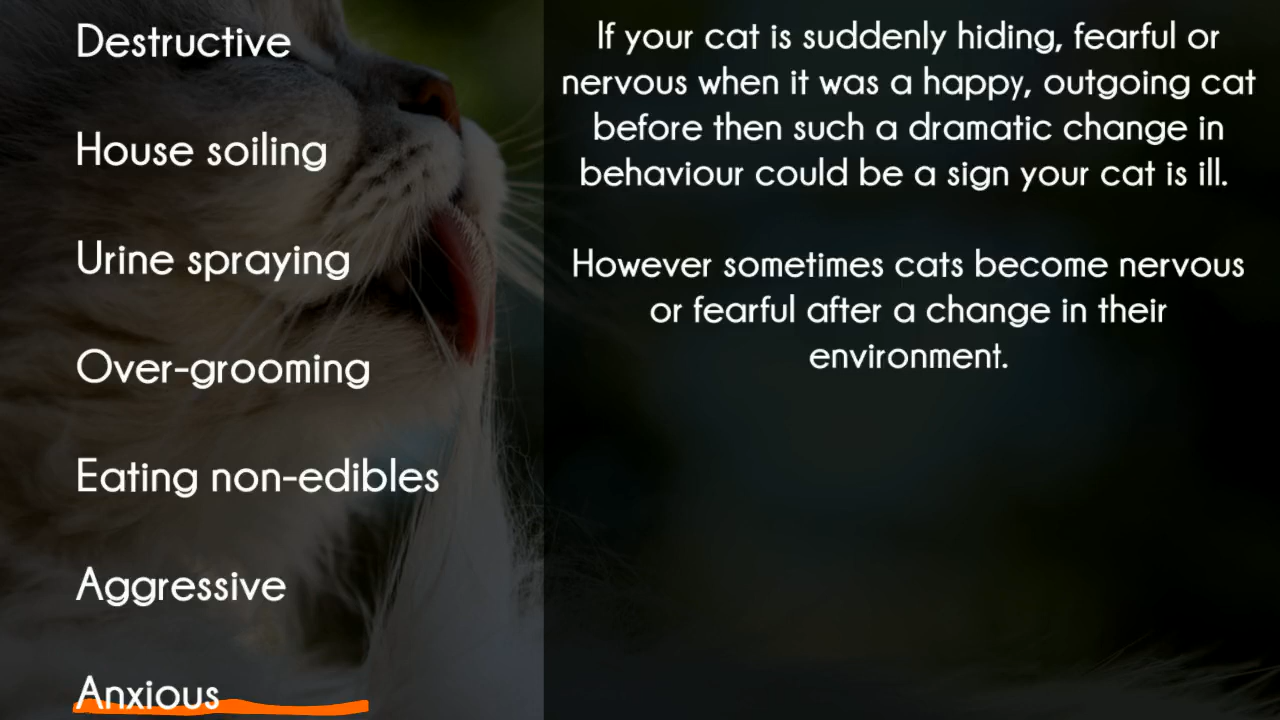 Destructive
House soiling
Urine spraying
Over-grooming
Eating non-edibles
Aggressive
Anxious
If your cat is suddenly hiding, fearful or
nervous when it was a happy, outgoing cat
before then such a dramatic change in
behaviour could be a sign your cat is ill.
However sometimes cats become nervous
or fearful after a change in their
environment.